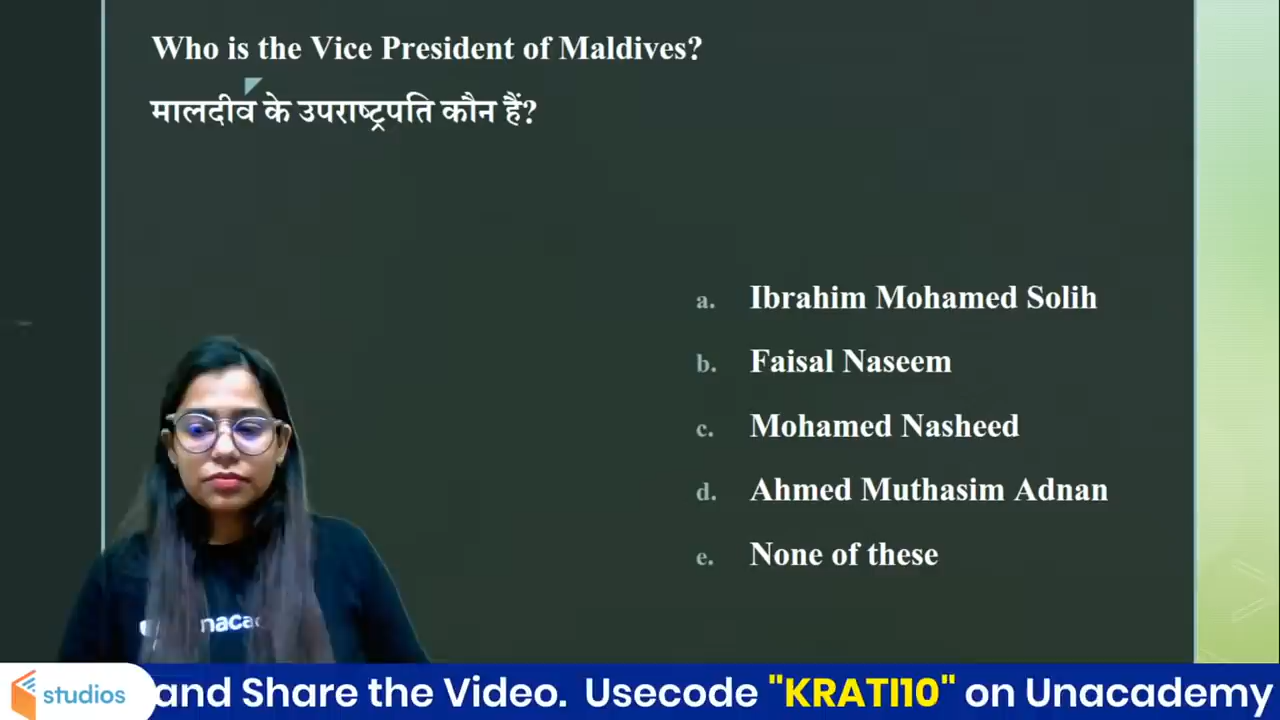 Who is the Vice President of Maldives?
मालदीव के उपराष्ट्रपति कौन हैं?
a. Ibrahim Mohamed Solih
b. Faisal Naseem
c. Mohamed Nasheed
d. Ahmed Muthasim Adnan
e. None of these
nacad
studios
and Share the Video. Usecode "KRATI10" on Unacademy